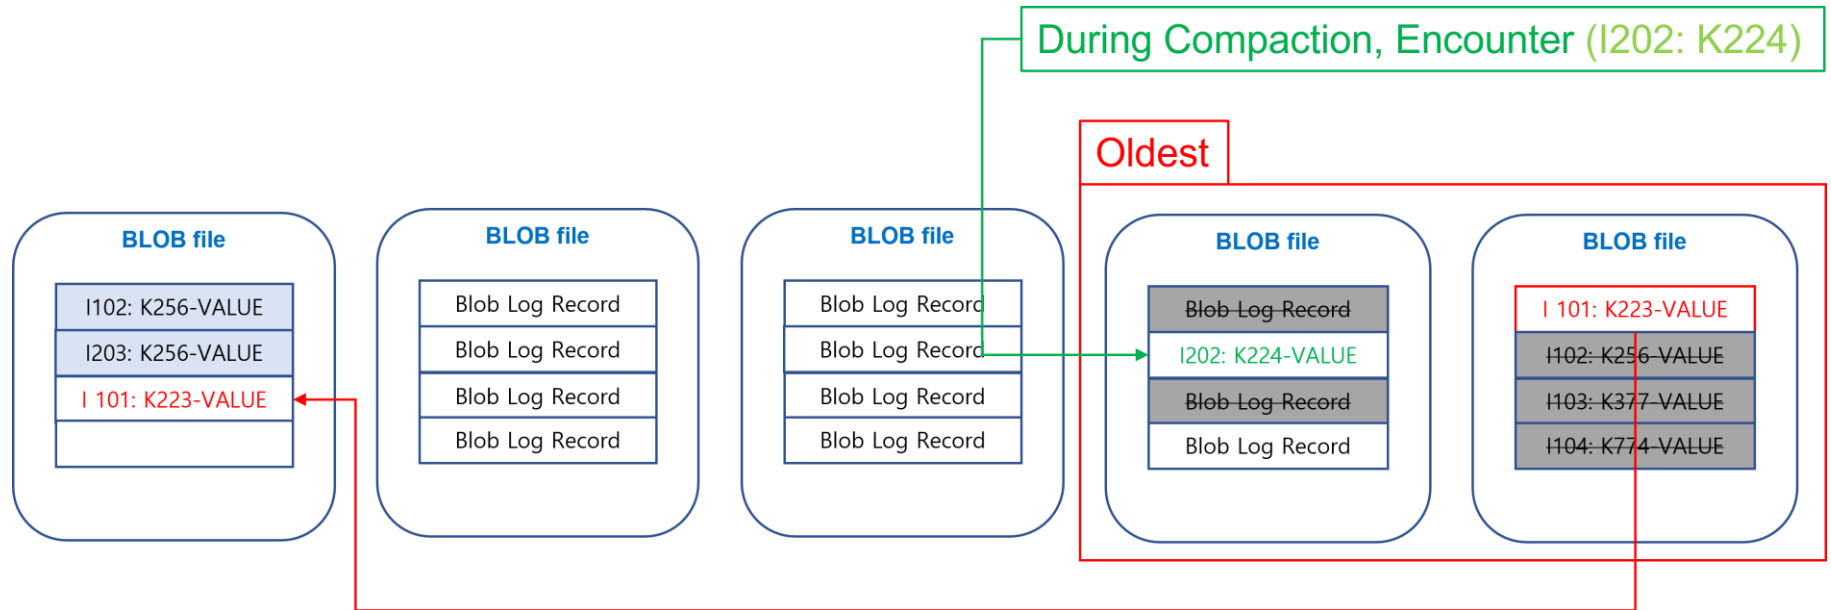 During Compaction, Encounter (I202: K224)
Oldest
BLOB file
I102: K256-VALUE
I203: K256-VALUE
I 101: K223-VALUE
BLOB file
Blob Log Record
Blob Log Record
Blob Log Record
Blob Log Record
BLOB file
Blob Log Record
Blob Log Record
Blob Log Record
Blob Log Record
BLOB file
Blob Log Record
I202: K224-VALUE
Blob Log Record
Blob Log Record
BLOB file
I 101: K223-VALUE
I102: K256-VALUE
I103: K377-VALUE
I104: K774-VALUE